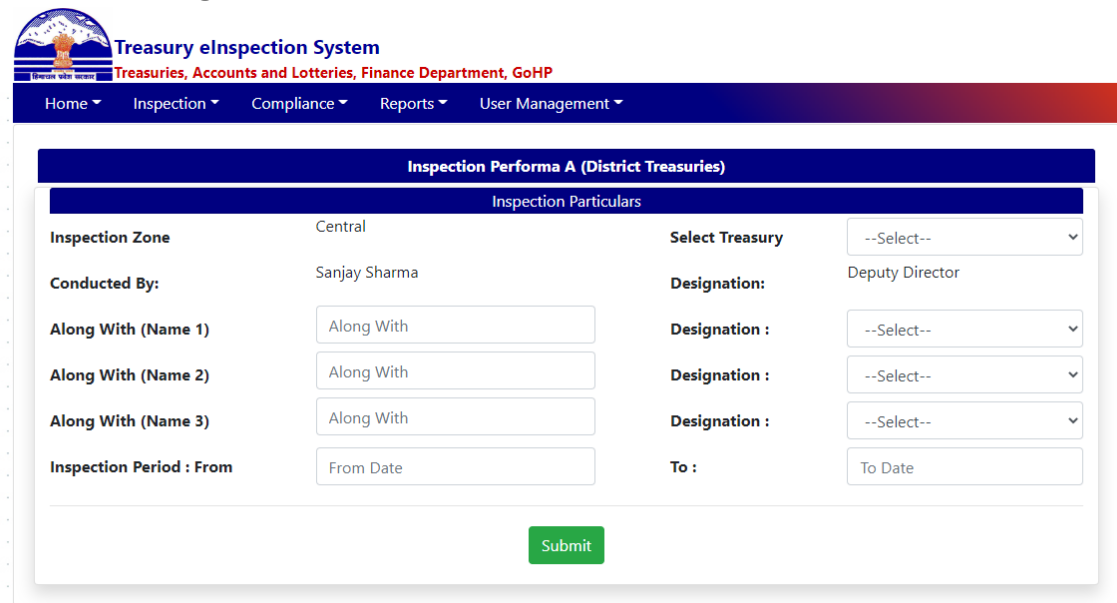 Treasury eInspection System
हिमाचल प्रदेश सरकार
Treasuries, Accounts and Lotteries, Finance Department, GoHP
Home Inspection Compliance Reports User Management
Inspection Performa A (District Treasuries)
Inspection Particulars
Inspection Zone Central Select Treasury --Select--
Conducted By: Sanjay Sharma Designation: Deputy Director
Along With (Name 1) Along With Designation : --Select--
Along With (Name 2) Along With Designation : --Select--
Along With (Name 3) Along With Designation : --Select--
Inspection Period : From From Date To : To Date
Submit